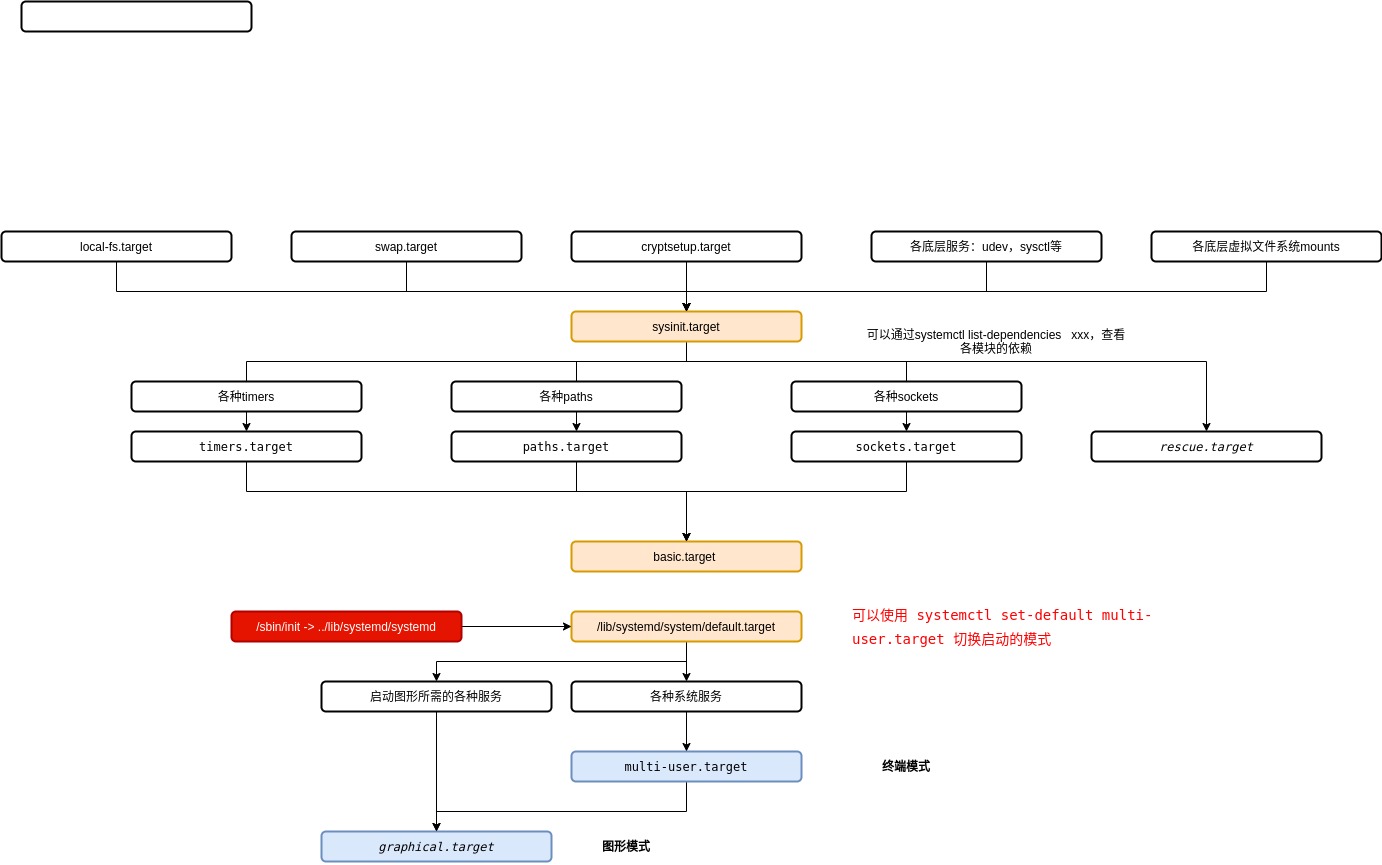 local-fs.target
swap.target
cryptsetup.target
各底层服务：udev，sysctl等
各底层虚拟文件系统mounts
sysinit.target
可以通过systemctl list-dependencies   xxx，查看
各模块的依赖
各种timers
各种paths
各种sockets
timers.target
paths.target
sockets.target
rescue.target
basic.target
/sbin/init -> ../lib/systemd/systemd
/lib/systemd/system/default.target
可以使用 systemctl set-default multi-
user.target 切换启动的模式
启动图形所需的各种服务
各种系统服务
multi-user.target
终端模式
graphical.target
图形模式